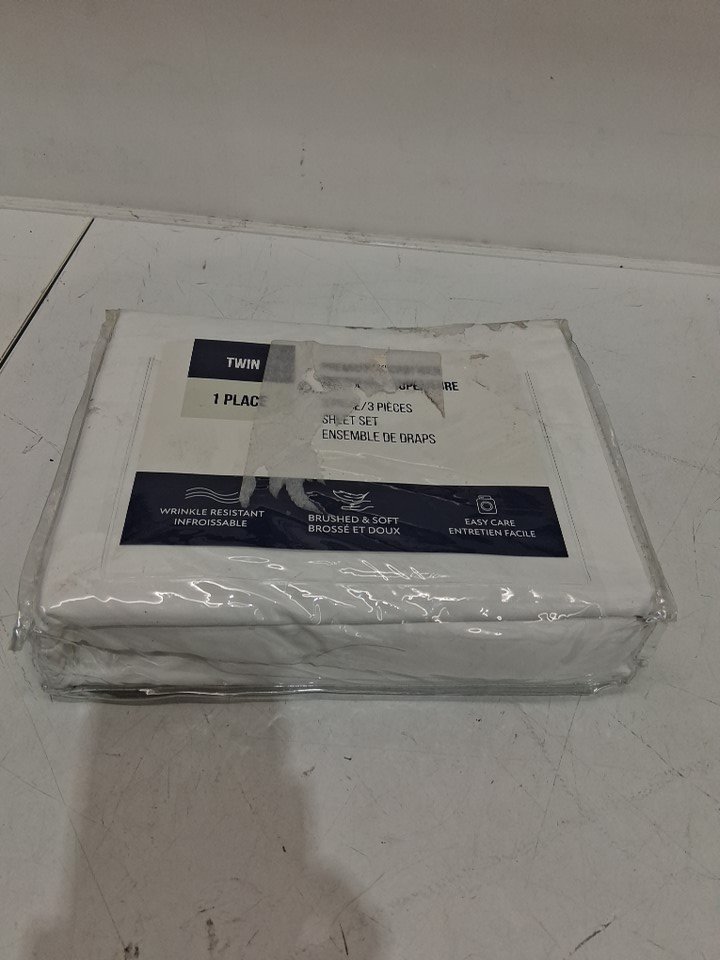 TWIN
1 PLACE
/3 PIÈCES
SHEET SET
ENSEMBLE DE DRAPS
WRINKLE RESISTANT
INFROISSABLE
BRUSHED & SOFT
BROSSÉ ET DOUX
EASY CARE
ENTRETIEN FACILE